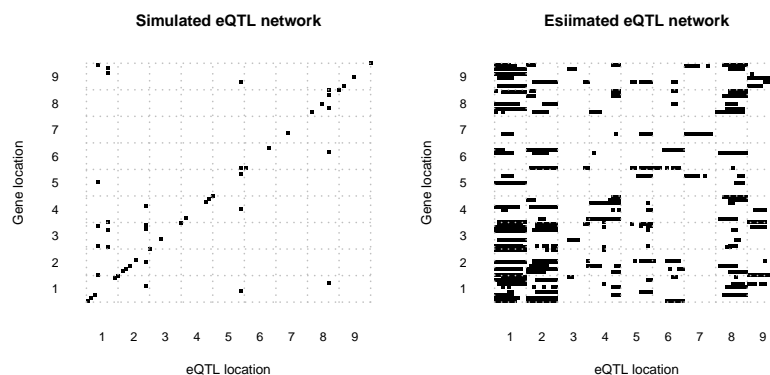 Simulated eQTL network
Gene location
9
8
7
6
5
4
3
2
1
1 2 3 4 5 6 7 8 9
eQTL location
Esiimated eQTL network
Gene location
9
8
7
6
5
4
3
2
1
1 2 3 4 5 6 7 8 9
eQTL location